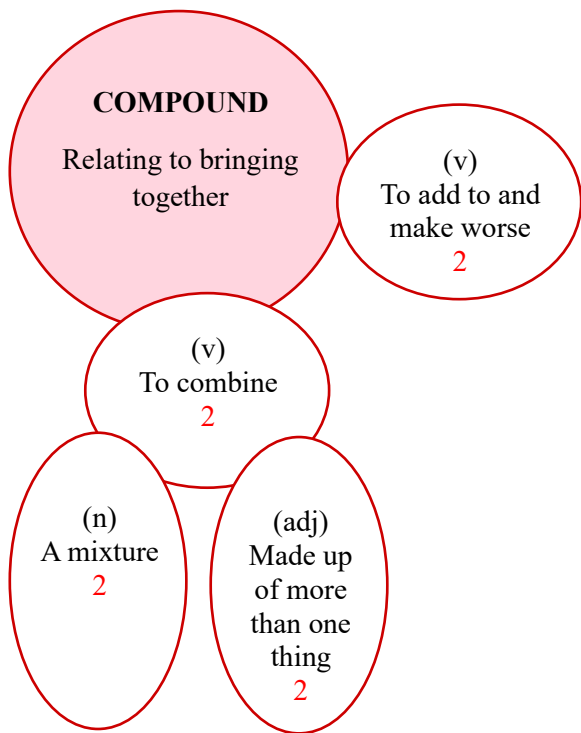 COMPOUND
Relating to bringing
together
(v)
To add to and
make worse
2
(v)
To combine
2
(n)
A mixture
2
(adj)
Made up
of more
than one
thing
2